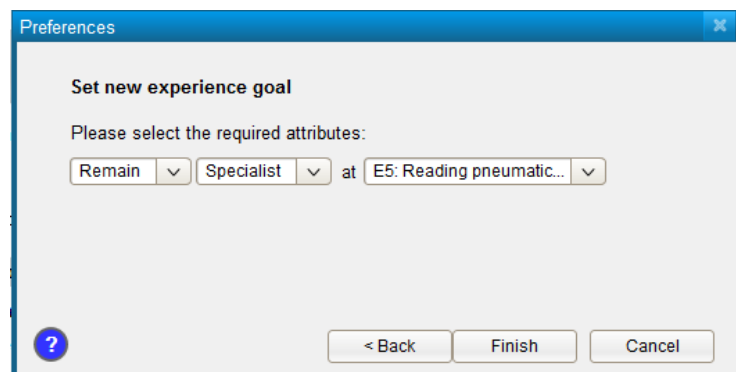 Preferences
Set new experience goal
Please select the required attributes:
Remain Specialist at E5: Reading pneumatic...
? < Back Finish Cancel